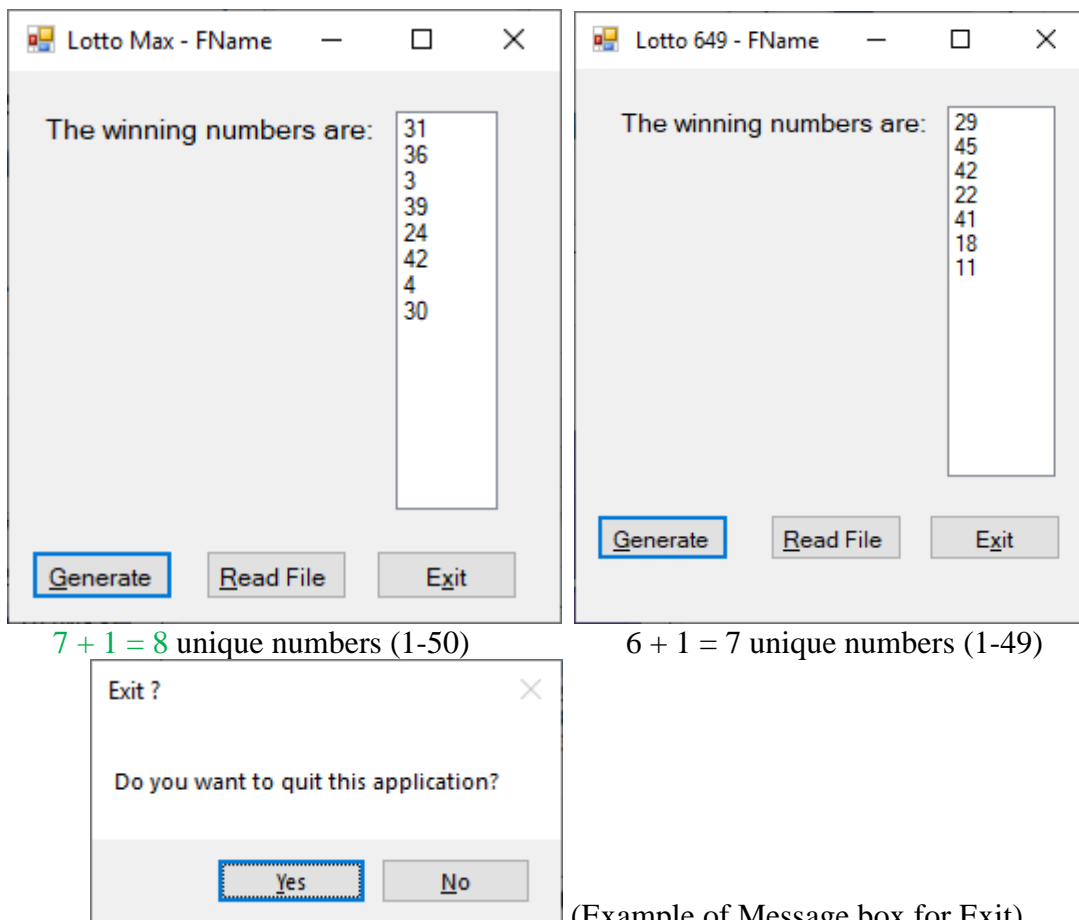 Lotto Max - FName
The winning numbers are:
31
36
3
39
24
42
4
30
Generate Read File Exit
Lotto 649 - FName
The winning numbers are:
29
45
42
22
41
18
11
Generate Read File Exit
7 + 1 = 8 unique numbers (1-50)
6 + 1 = 7 unique numbers (1-49)
Exit ?
Do you want to quit this application?
Yes No
(Example of Message box for Exit)